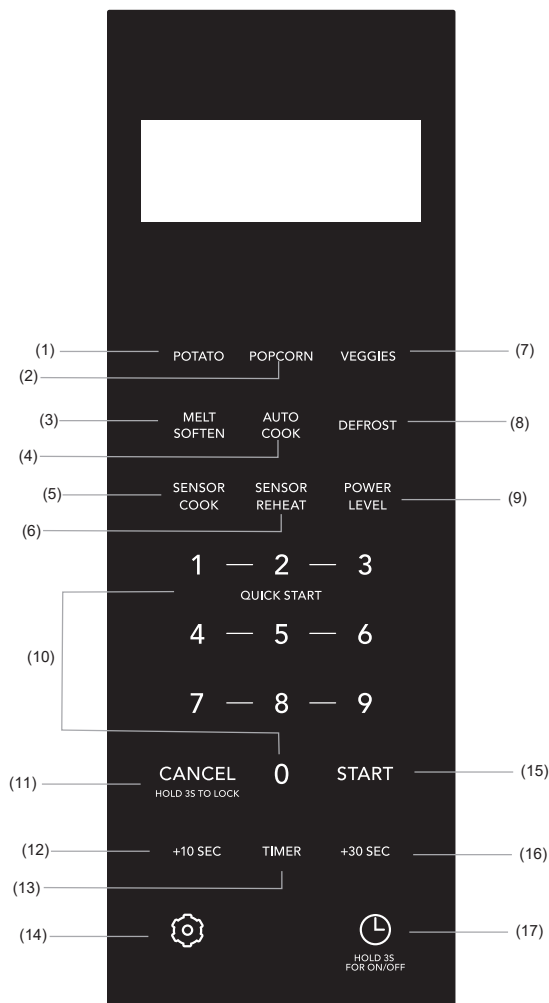 (1) POTATO POPCORN VEGGIES (7)
(2)
(3) MELT SOFTEN AUTO COOK DEFROST (8)
(4)
(5) SENSOR COOK SENSOR REHEAT POWER LEVEL (9)
(6)
1 — 2 — 3
QUICK START
4 — 5 — 6
(10)
7 — 8 — 9
(11) CANCEL 0 START (15)
HOLD 3S TO LOCK
(12) +10 SEC TIMER +30 SEC (16)
(13)
(14) (17)
HOLD 3S
FOR ON/OFF